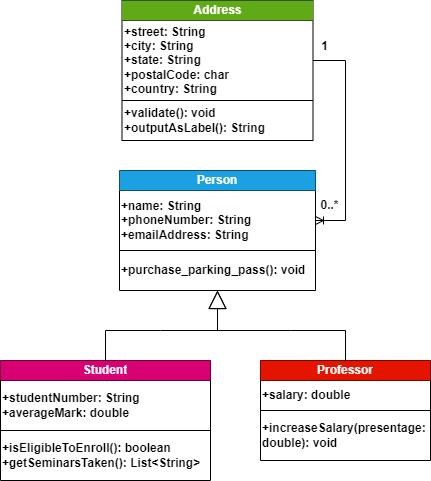 Address
+street: String
+city: String
+state: String
+postalCode: char
+country: String
+validate(): void
+outputAsLabel(): String
1
Person
+name: String
+phoneNumber: String
+emailAddress: String
0..*
+purchase_parking_pass(): void
Student
+studentNumber: String
+averageMark: double
+isEligibleToEnroll(): boolean
+getSeminarsTaken(): List<String>
Professor
+salary: double
+increaseSalary(presentage:
double): void